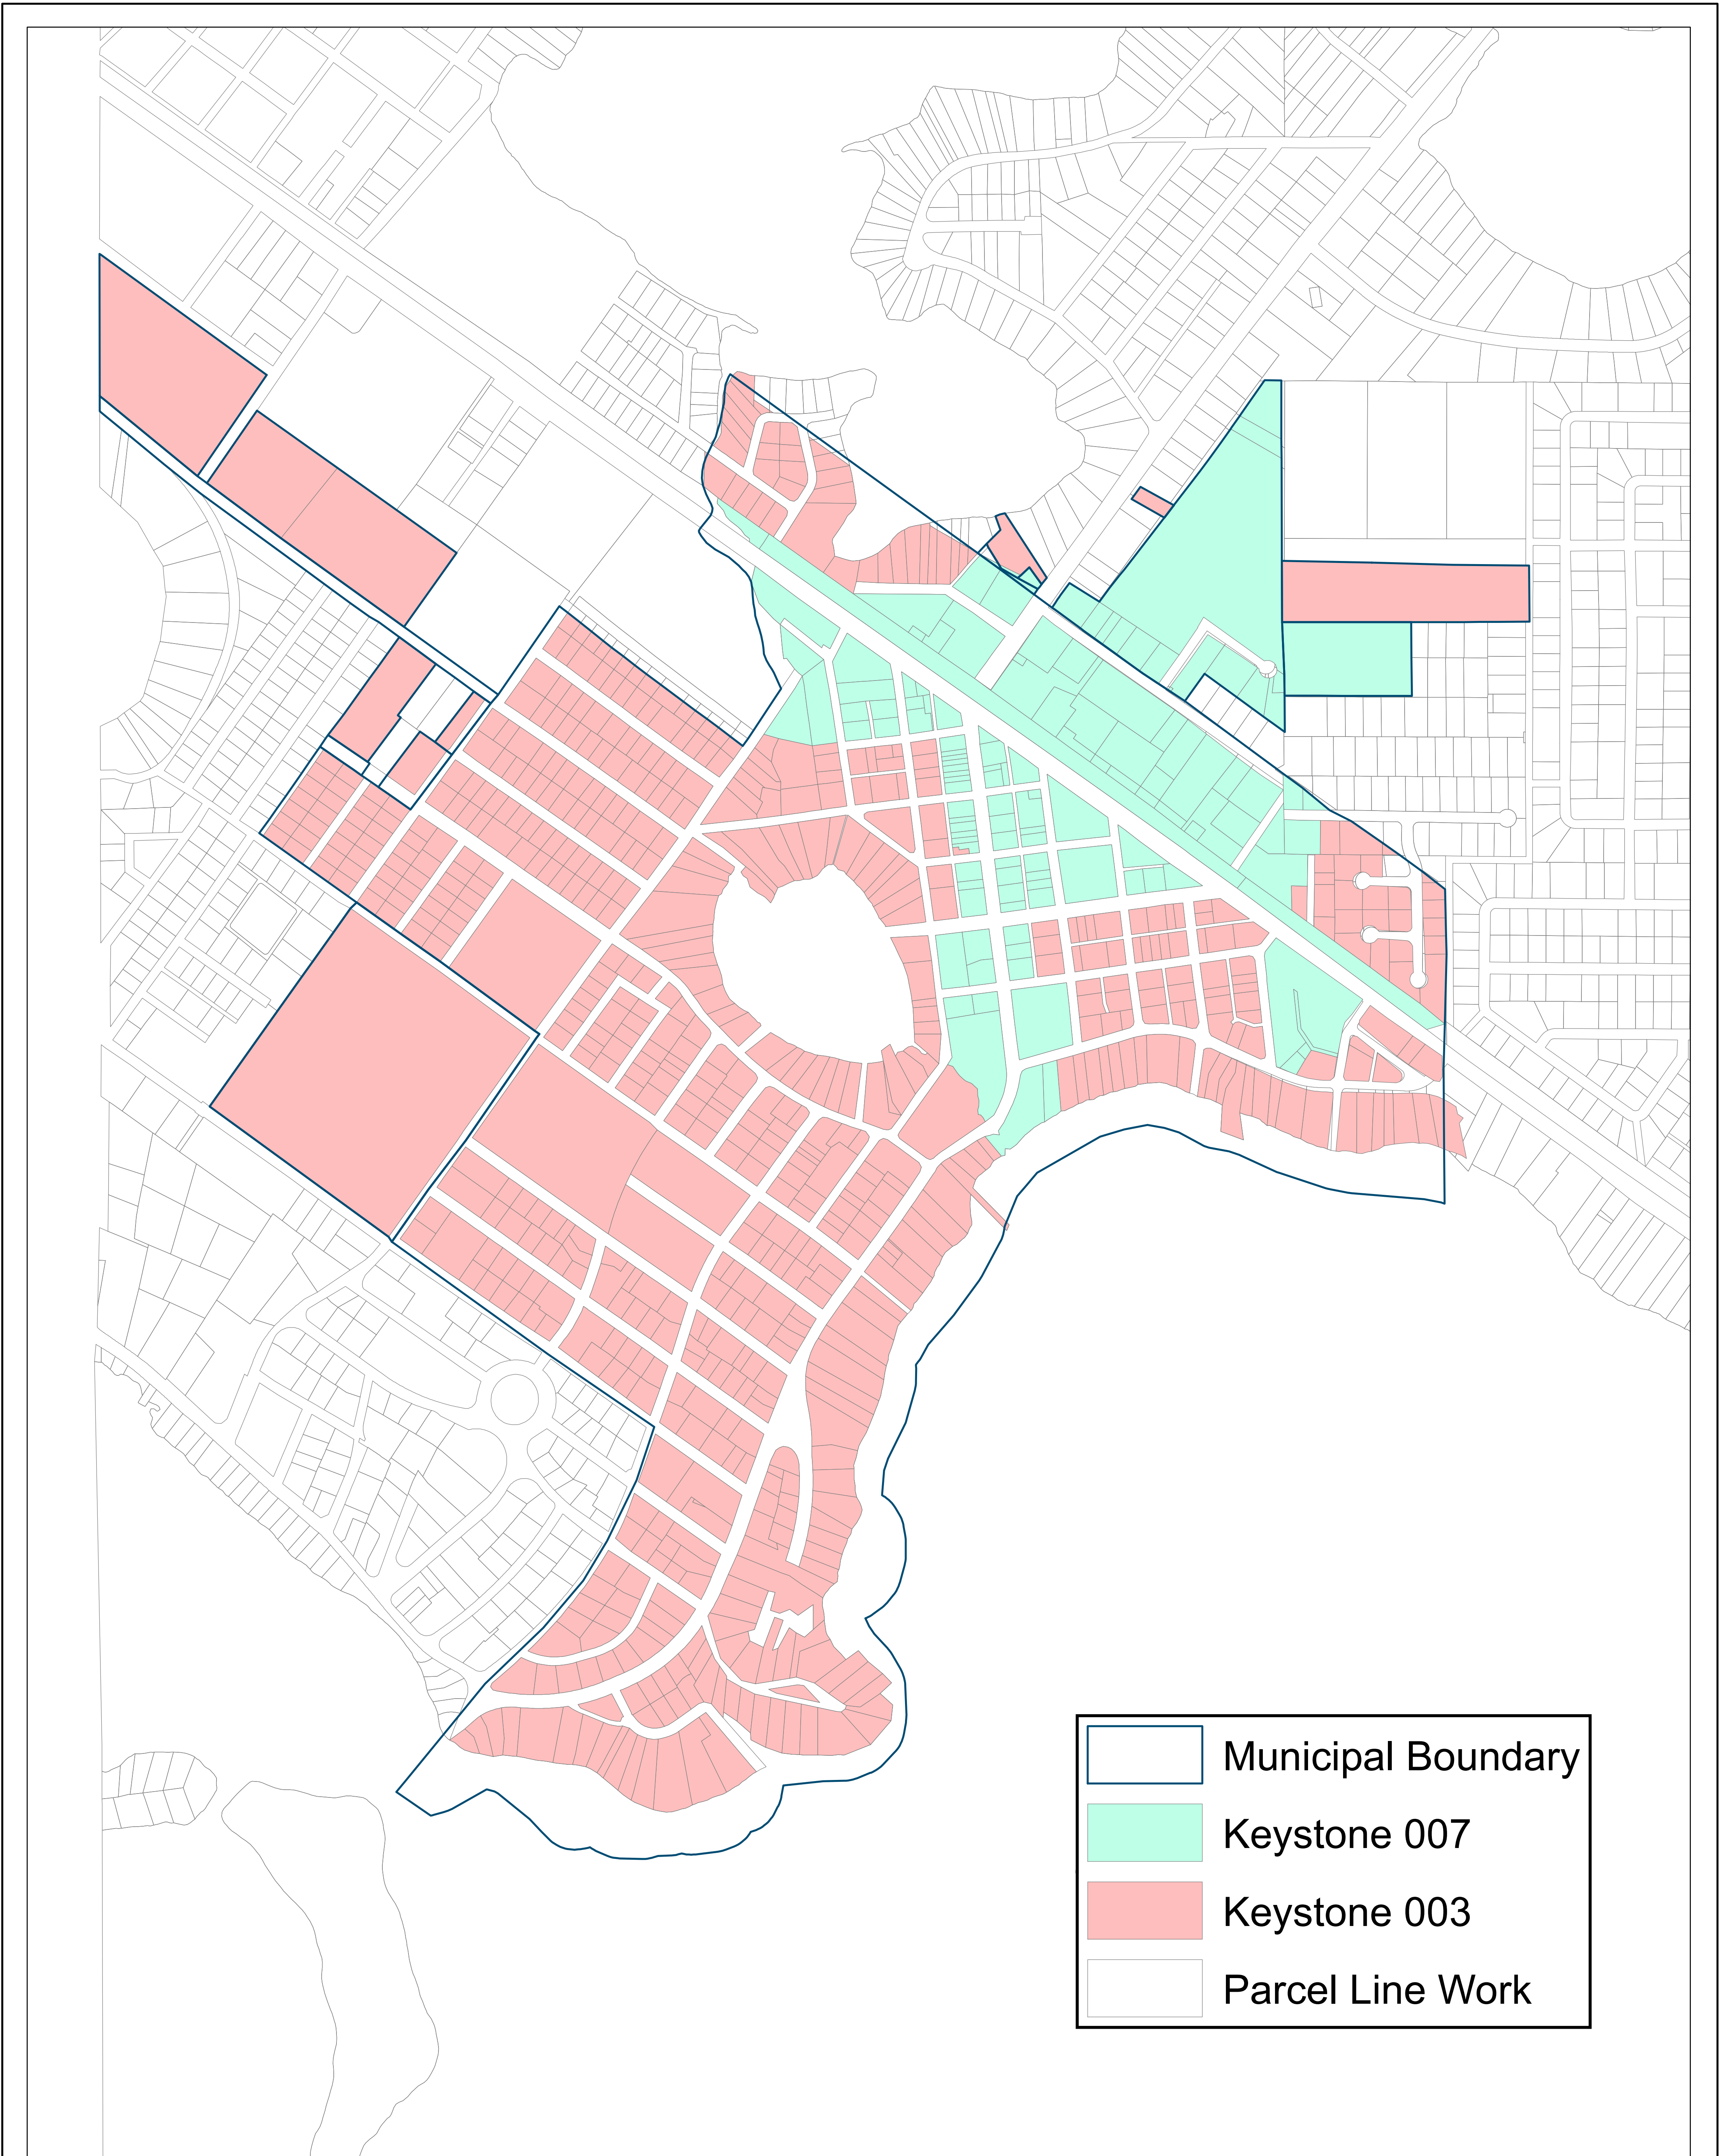 Municipal Boundary
Keystone 007
Keystone 003
Parcel Line Work